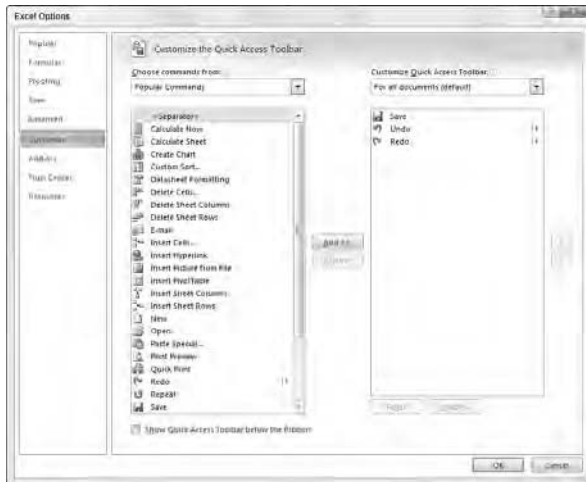 Excel Options
Popular
Formulas
Proofing
Save
Advanced
Customize
Add-Ins
Trust Center
Resources
Customize the Quick Access Toolbar.
Choose commands from:
Popular Commands
<Separator>
Calculate Now
Calculate Sheet
Create Chart
Custom Sort...
Datasheet Formatting
Delete Cells...
Delete Sheet Columns
Delete Sheet Rows
E-mail
Insert Cells...
Insert Hyperlink
Insert Picture from File
Insert PivotTable
Insert Sheet Columns
Insert Sheet Rows
New
Open
Paste Special...
Print Preview
Quick Print
Redo
Repeat
Save
Show Quick Access Toolbar below the Ribbon
Add >>
Customize Quick Access Toolbar:
For all documents (default)
Save
Undo
Redo
OK
Cancel